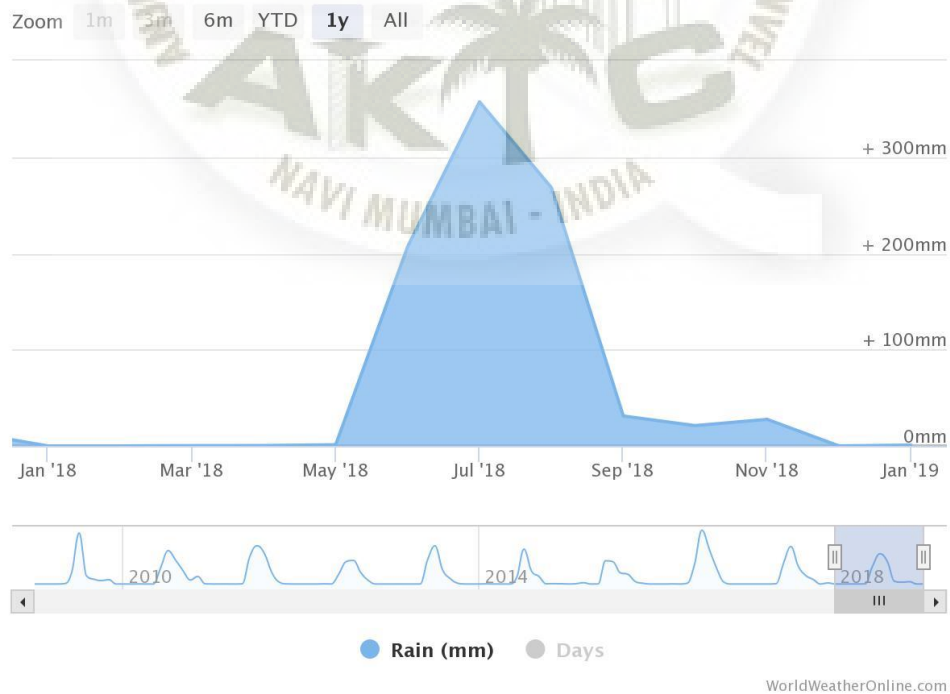 Zoom 1m 3m 6m YTD 1y All
AKTC
NAVI MUMBAI - INDIA
+ 300mm
+ 200mm
+ 100mm
0mm
Jan '18 Mar '18 May '18 Jul '18 Sep '18 Nov '18 Jan '19
2010 2014 2018
Rain (mm) Days
WorldWeatherOnline.com